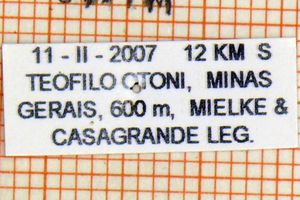 11 - II - 2007 12 KM S
TEOFILO OTONI, MINAS
GERAIS, 600 m, MIELKE &
CASAGRANDE LEG.